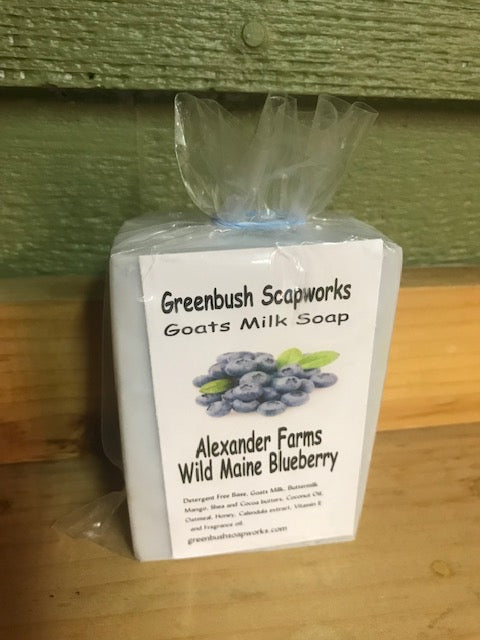 Greenbush Soapworks
Goats Milk Soap
Alexander Farms
Wild Maine Blueberry
Detergent Free Base, Goats Milk, Buttermilk
Mango, Shea and Cocoa butters, Coconut Oil,
Oatmeal, Honey, Calendula extract, Vitamin E
and Fragrance oil.
greenbushsoapworks.com